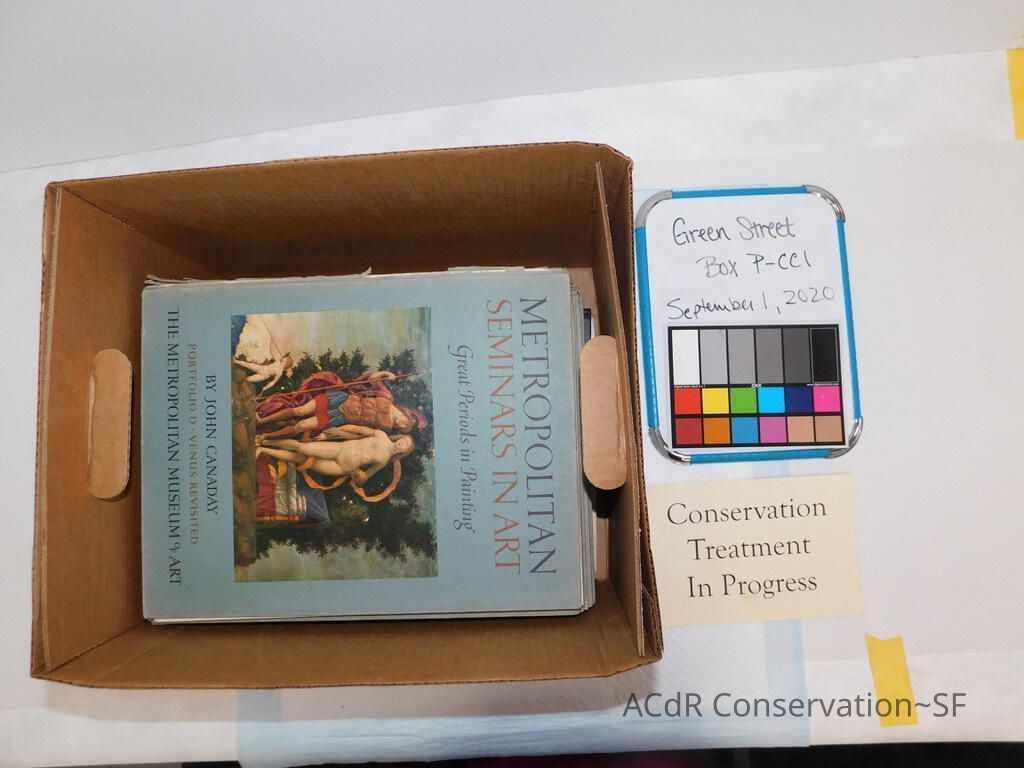 METROPOLITAN
SEMINARS IN ART
Great Periods in Painting
BY JOHN CANADAY
PORTFOLIO D · VENUS REVISITED
THE METROPOLITAN MUSEUM OF ART
Green Street
Box P-CC1
September 1, 2020
Conservation
Treatment
In Progress
ACdR Conservation~SF